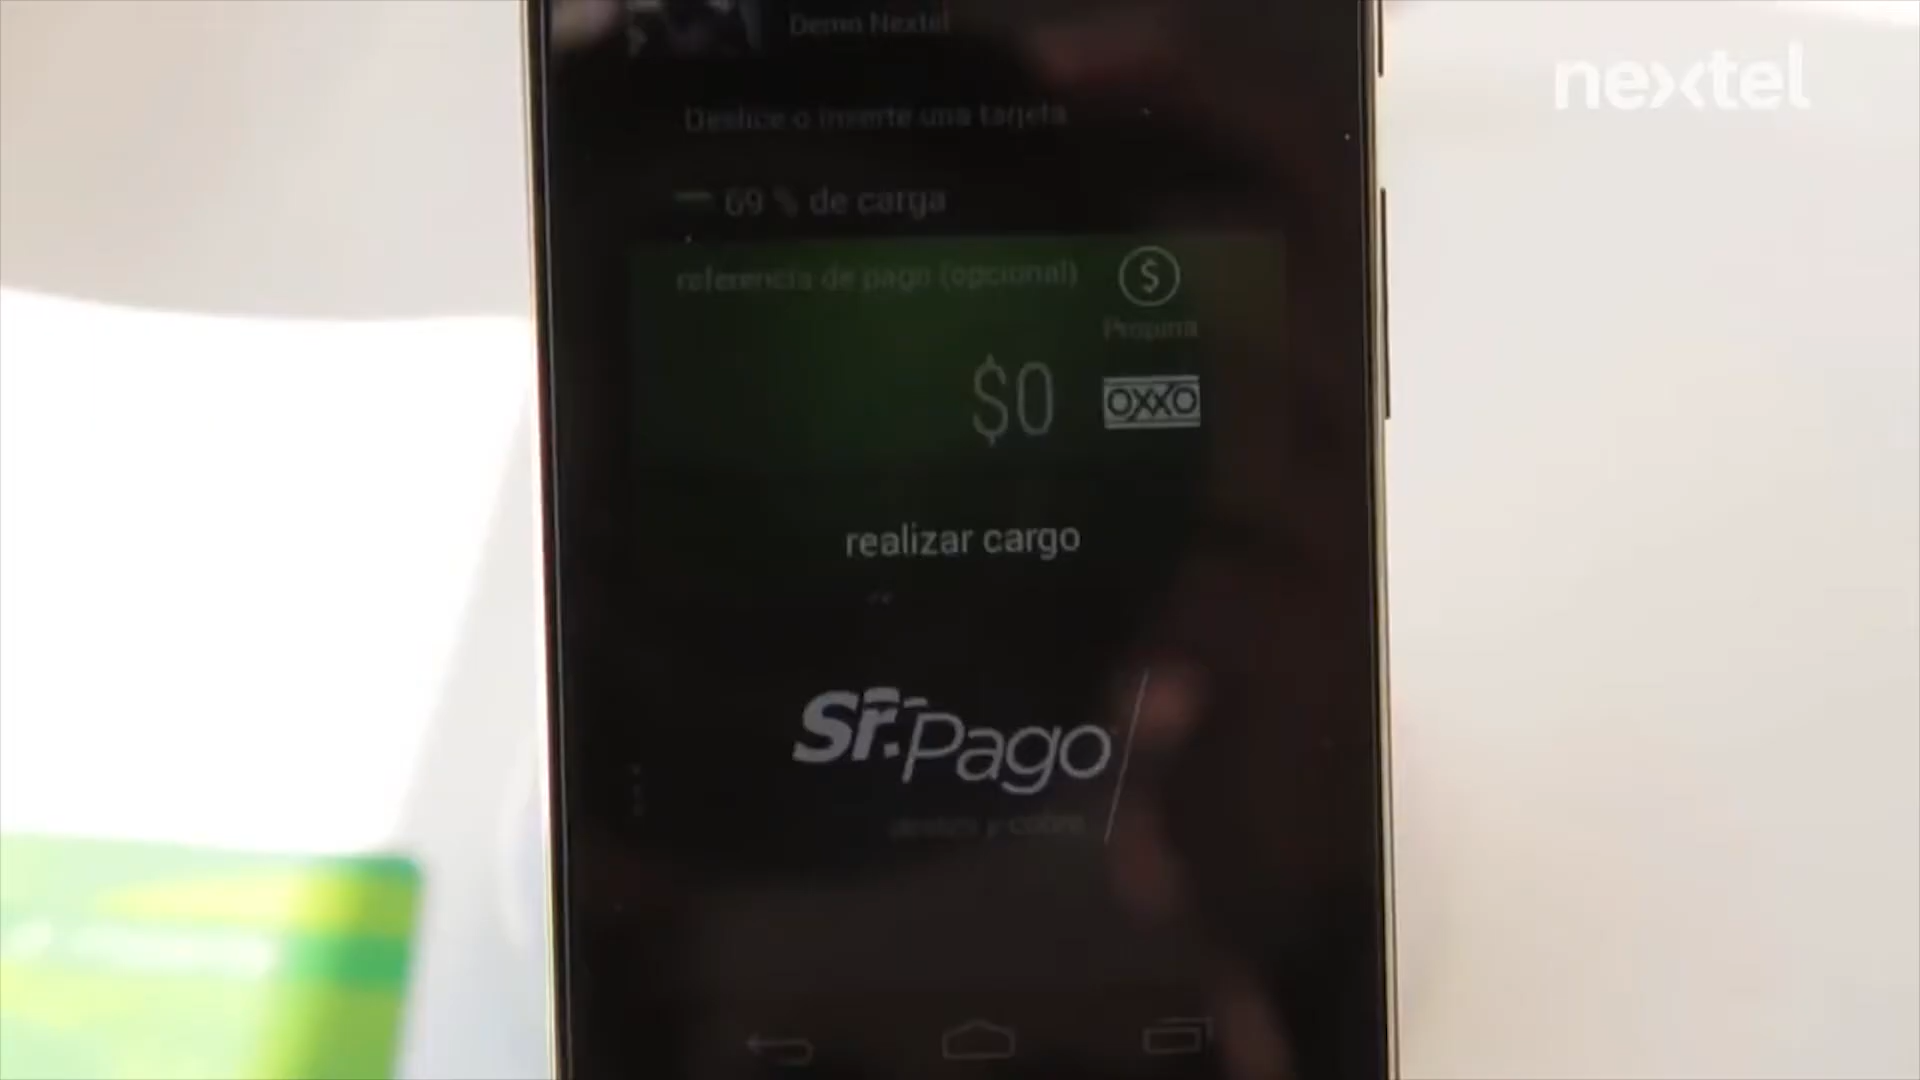 nextel
Demo Nextel
Deslice o inserte una tarjeta
69 % de carga
referencia de pago (opcional)
$
Propina
$0
OXXO
realizar cargo
Sr.Pago